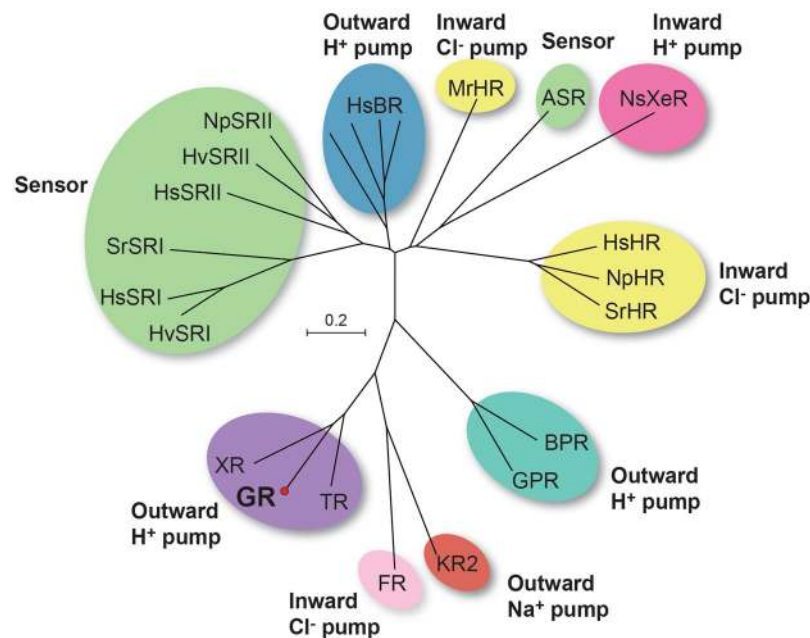 Outward
H⁺ pump
Inward
Cl⁻ pump
Sensor
Inward
H⁺ pump
MrHR
HsBR
ASR
NsXeR
NpSRII
HvSRII
HsSRII
Sensor
SrSRI
HsSRI
HvSRI
HsHR
NpHR
SrHR
Inward
Cl⁻ pump
0.2
BPR
GPR
Outward
H⁺ pump
XR
GR
TR
Outward
H⁺ pump
FR
KR2
Inward
Cl⁻ pump
Outward
Na⁺ pump